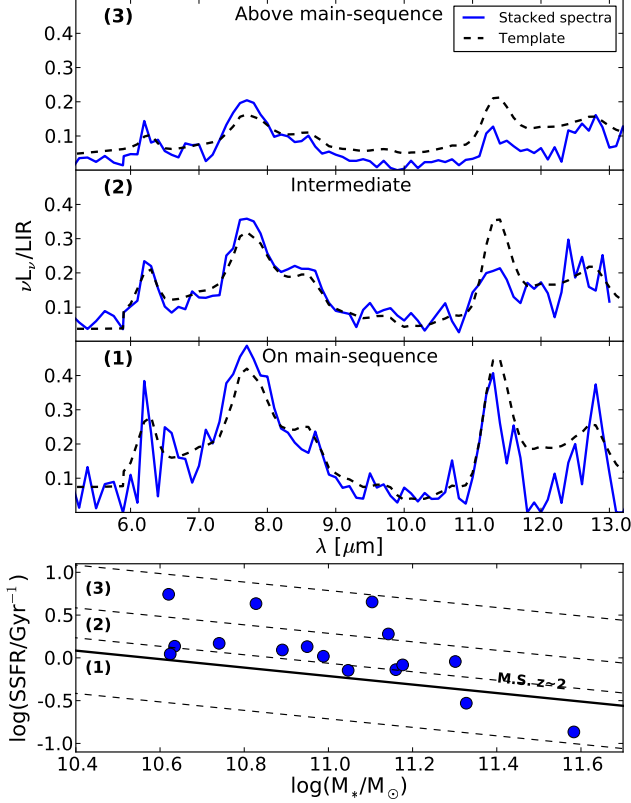 (3) Above main-sequence
Stacked spectra
Template
0.4
0.3
0.2
0.1
(2) Intermediate
0.4
0.3
0.2
0.1
νLν/LIR
(1) On main-sequence
0.4
0.3
0.2
0.1
6.0 7.0 8.0 9.0 10.0 11.0 12.0 13.0
λ [μm]
1.0
0.5
0.0
-0.5
-1.0
log(SSFR/Gyr⁻¹)
(3)
(2)
(1)
M.S. z~2
10.4 10.6 10.8 11.0 11.2 11.4 11.6
log(M*/M☉)